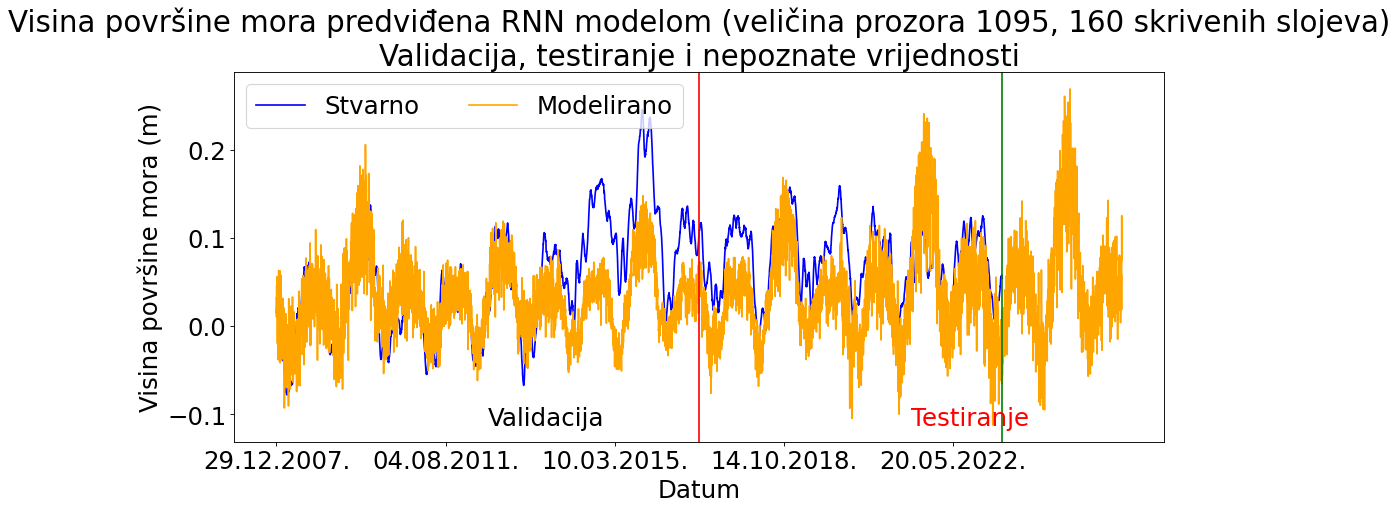 Visina površine mora predviđena RNN modelom (veličina prozora 1095, 160 skrivenih slojeva)
Validacija, testiranje i nepoznate vrijednosti
Stvarno
Modelirano
Visina površine mora (m)
0.2
0.1
0.0
−0.1
Validacija
Testiranje
29.12.2007.
04.08.2011.
10.03.2015.
14.10.2018.
20.05.2022.
Datum